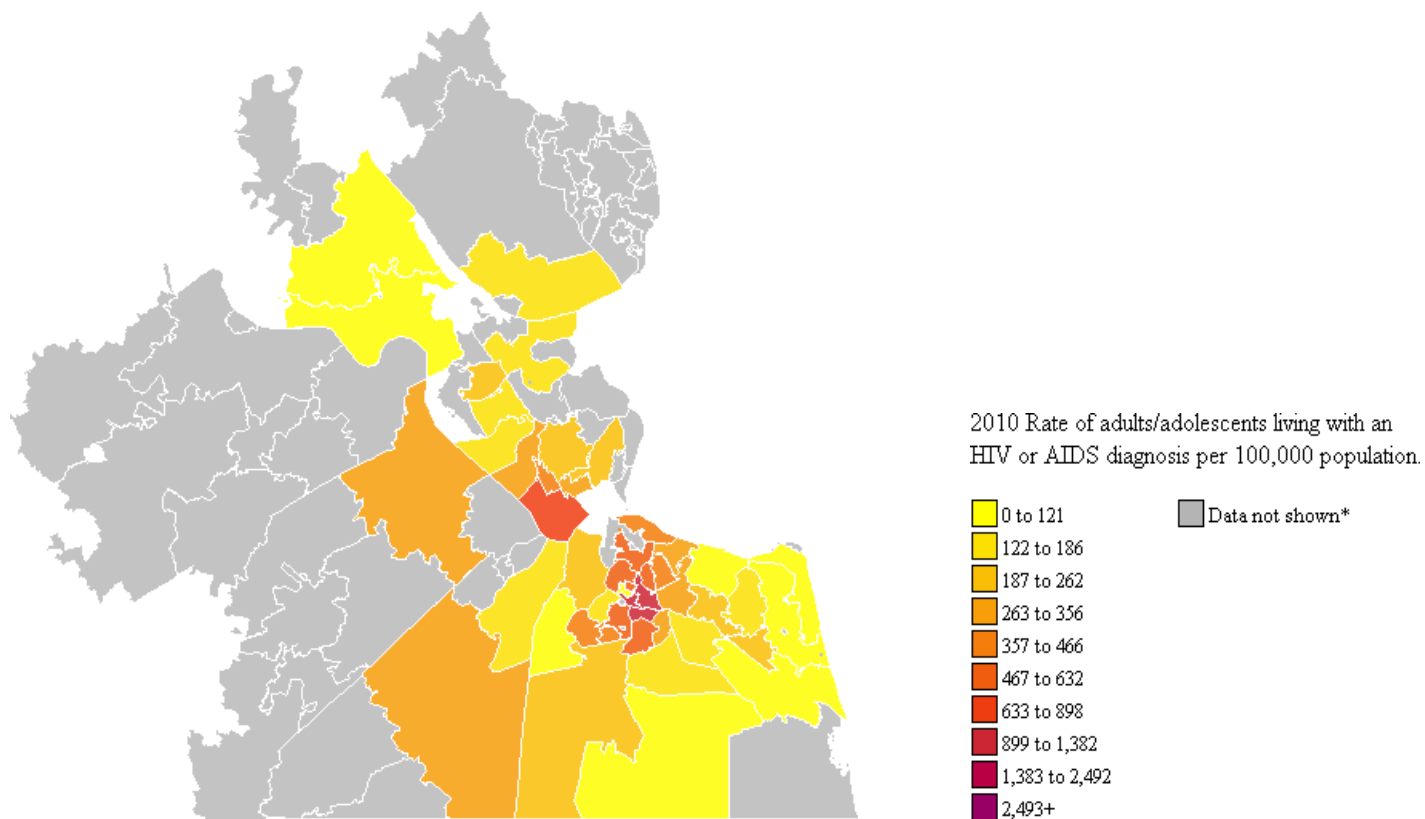 2010 Rate of adults/adolescents living with an
HIV or AIDS diagnosis per 100,000 population.
0 to 121
Data not shown*
122 to 186
187 to 262
263 to 356
357 to 466
467 to 632
633 to 898
899 to 1,382
1,383 to 2,492
2,493+